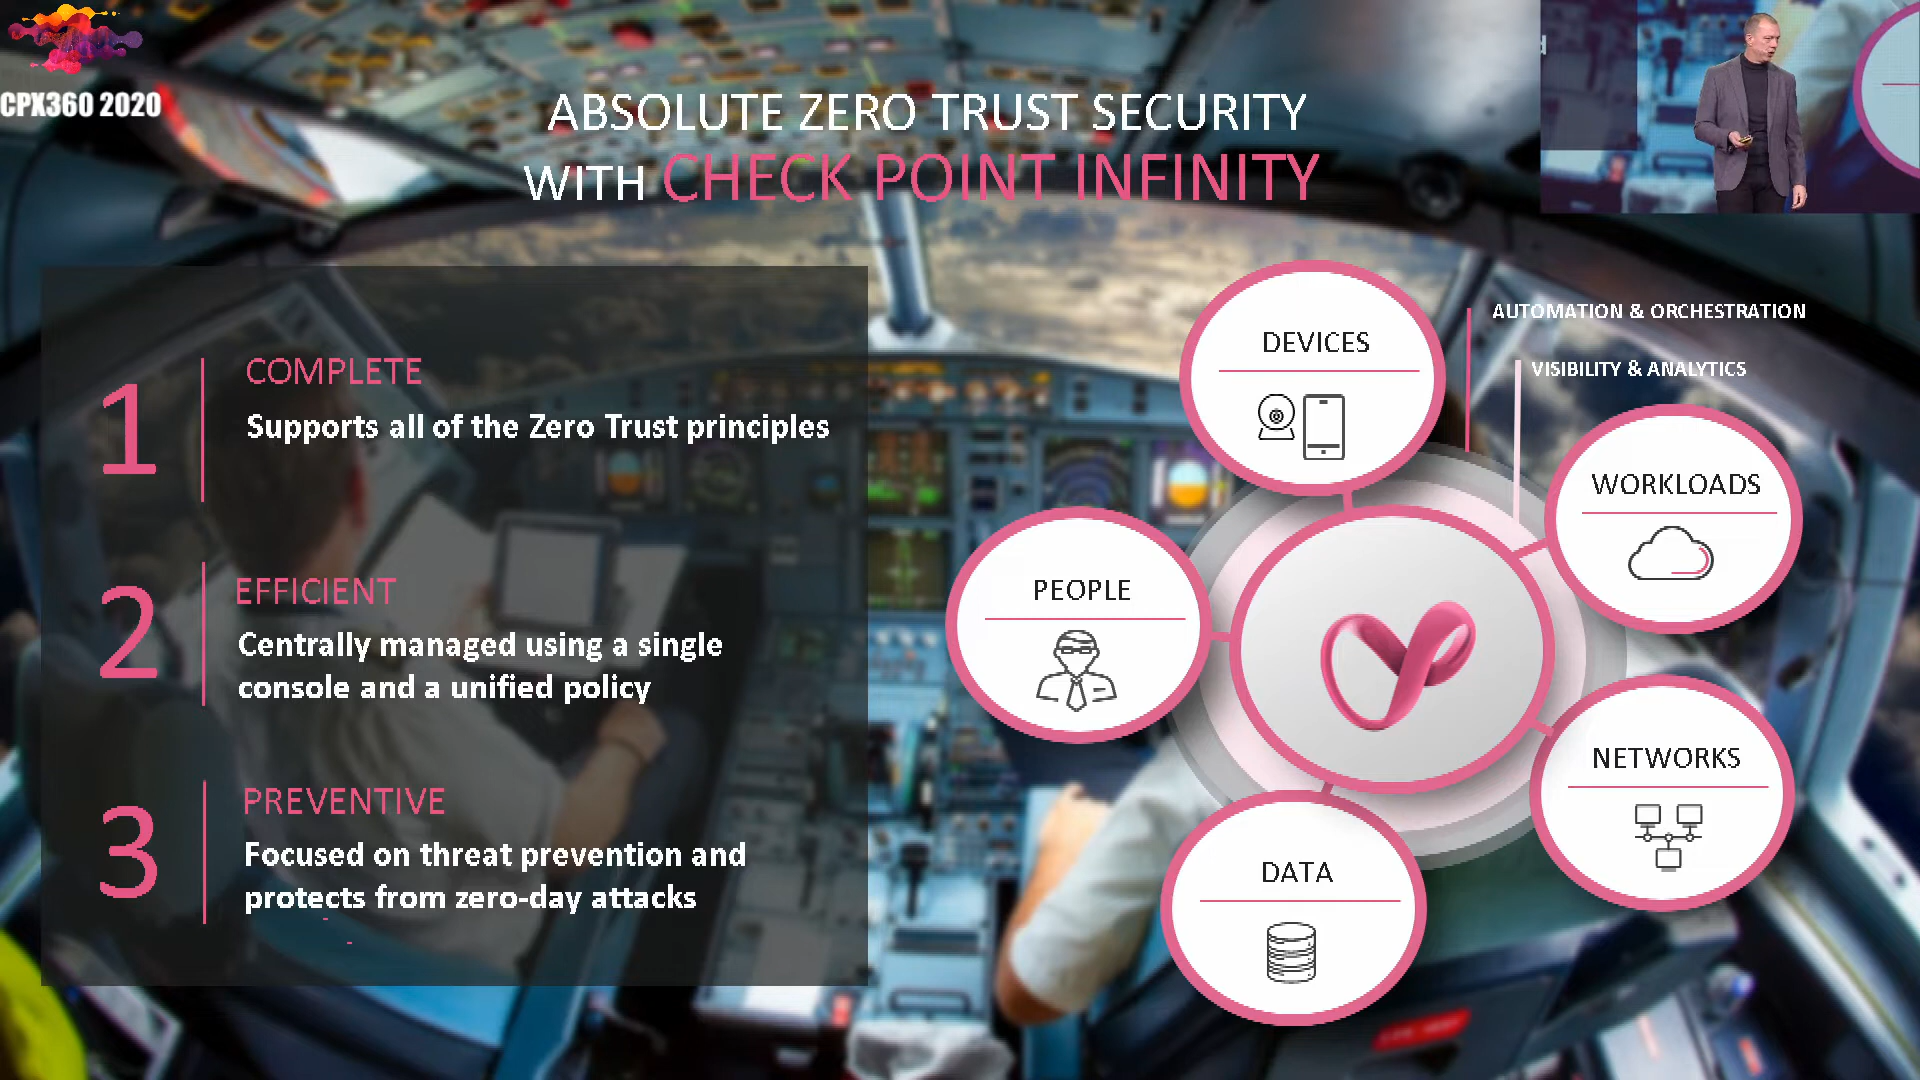 CPX360 2020
ABSOLUTE ZERO TRUST SECURITY
WITH CHECK POINT INFINITY
1
COMPLETE
Supports all of the Zero Trust principles
2
EFFICIENT
Centrally managed using a single
console and a unified policy
3
PREVENTIVE
Focused on threat prevention and
protects from zero-day attacks
AUTOMATION & ORCHESTRATION
VISIBILITY & ANALYTICS
DEVICES
WORKLOADS
PEOPLE
NETWORKS
DATA